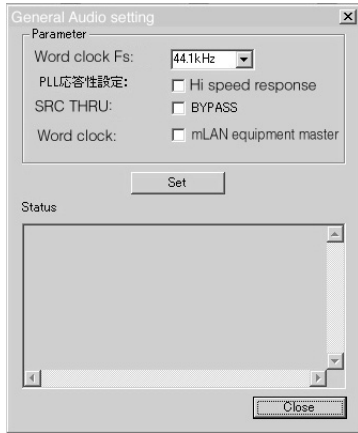 General Audio setting
Parameter
Word clock Fs: 44.1kHz
PLL応答性設定: Hi speed response
SRC THRU: BYPASS
Word clock: mLAN equipment master
Set
Status
Close